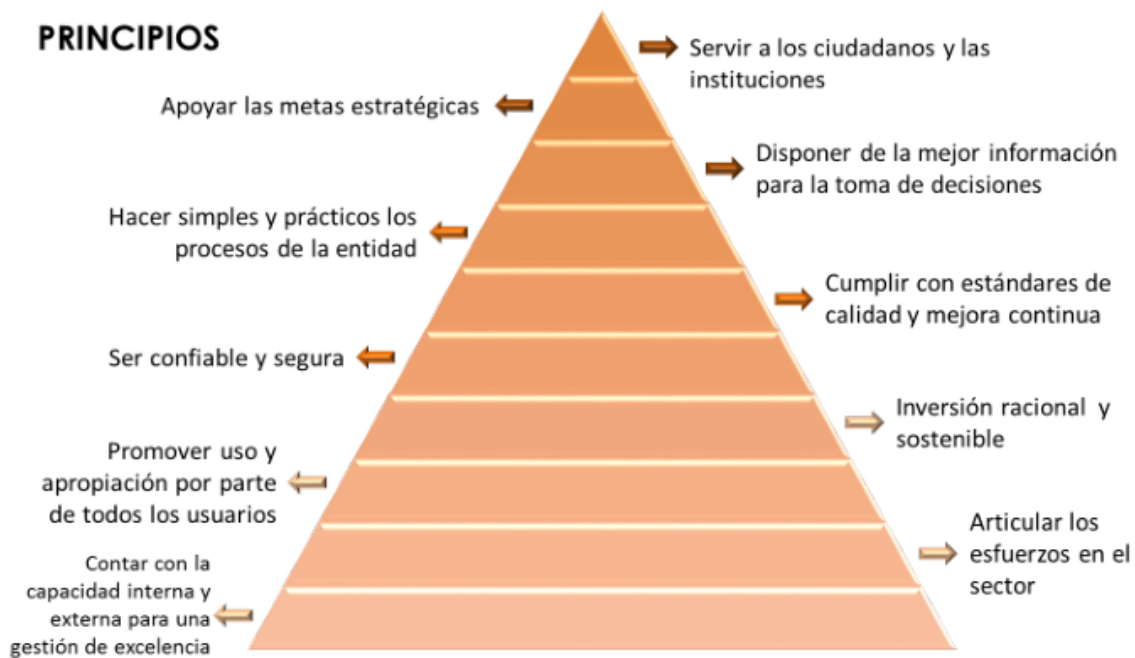 PRINCIPIOS
Servir a los ciudadanos y las
instituciones
Apoyar las metas estratégicas
Disponer de la mejor información
para la toma de decisiones
Hacer simples y prácticos los
procesos de la entidad
Cumplir con estándares de
calidad y mejora continua
Ser confiable y segura
Inversión racional y
sostenible
Promover uso y
apropiación por parte
de todos los usuarios
Articular los
esfuerzos en el
sector
Contar con la
capacidad interna y
externa para una
gestión de excelencia